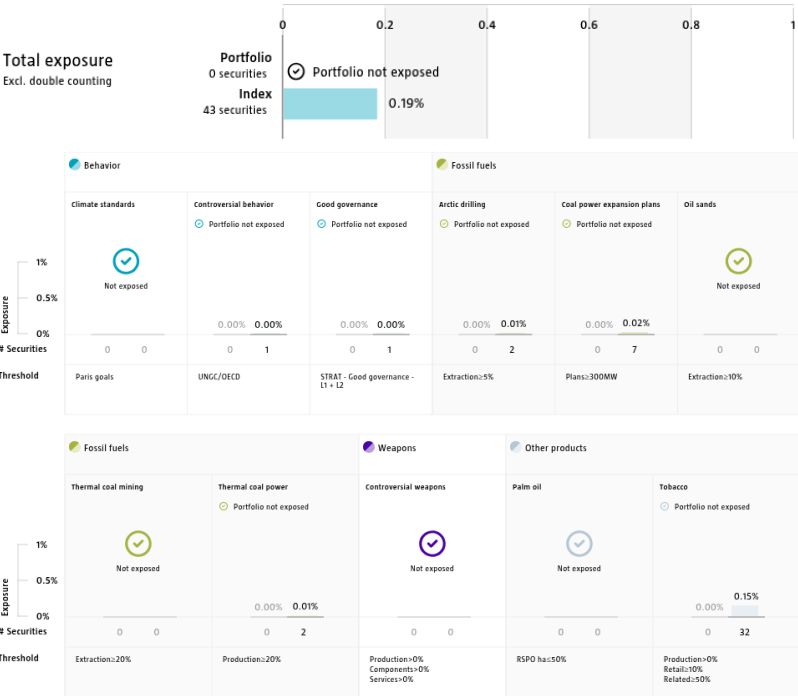 0 0.2 0.4 0.6 0.8 1
Total exposure
Excl. double counting
Portfolio
0 securities
Portfolio not exposed
Index
43 securities
0.19%
Behavior
Fossil fuels
Climate standards
Controversial behavior
Good governance
Arctic drilling
Coal power expansion plans
Oil sands
Portfolio not exposed
Portfolio not exposed
Portfolio not exposed
Portfolio not exposed
Exposure
1%
0.5%
0%
Not exposed
Not exposed
0.00% 0.00%
0.00% 0.00%
0.00% 0.01%
0.00% 0.02%
# Securities 0 0 0 1 0 1 0 2 0 7 0 0
Threshold
Paris goals
UNGC/OECD
STRAT - Good governance -
L1 + L2
Extraction≥5%
Plans≥300MW
Extraction≥10%
Fossil fuels
Weapons
Other products
Thermal coal mining
Thermal coal power
Controversial weapons
Palm oil
Tobacco
Portfolio not exposed
Portfolio not exposed
Exposure
1%
0.5%
0%
Not exposed
Not exposed
Not exposed
0.00% 0.01%
0.00% 0.15%
# Securities 0 0 0 2 0 0 0 0 0 32
Threshold
Extraction≥20%
Production≥20%
Production>0%
Components>0%
Services>0%
RSPO ha≤50%
Production>0%
Retail≥10%
Related≥50%